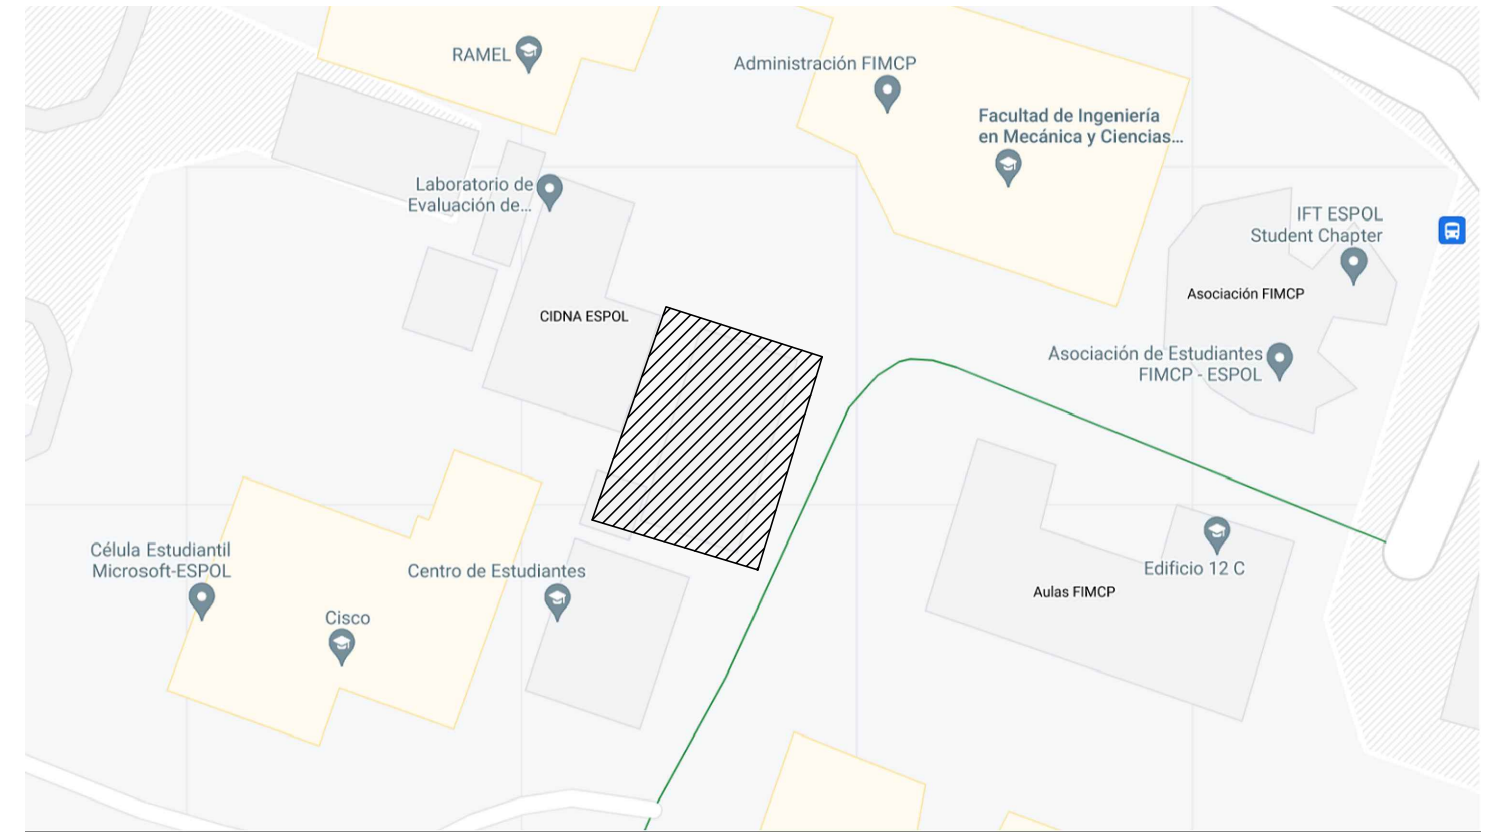 RAMEL
Administración FIMCP
Facultad de Ingeniería
en Mecánica y Ciencias...
Laboratorio de
Evaluación de...
IFT ESPOL
Student Chapter
Asociación FIMCP
CIDNA ESPOL
Asociación de Estudiantes
FIMCP - ESPOL
Célula Estudiantil
Microsoft-ESPOL
Centro de Estudiantes
Edificio 12 C
Aulas FIMCP
Cisco